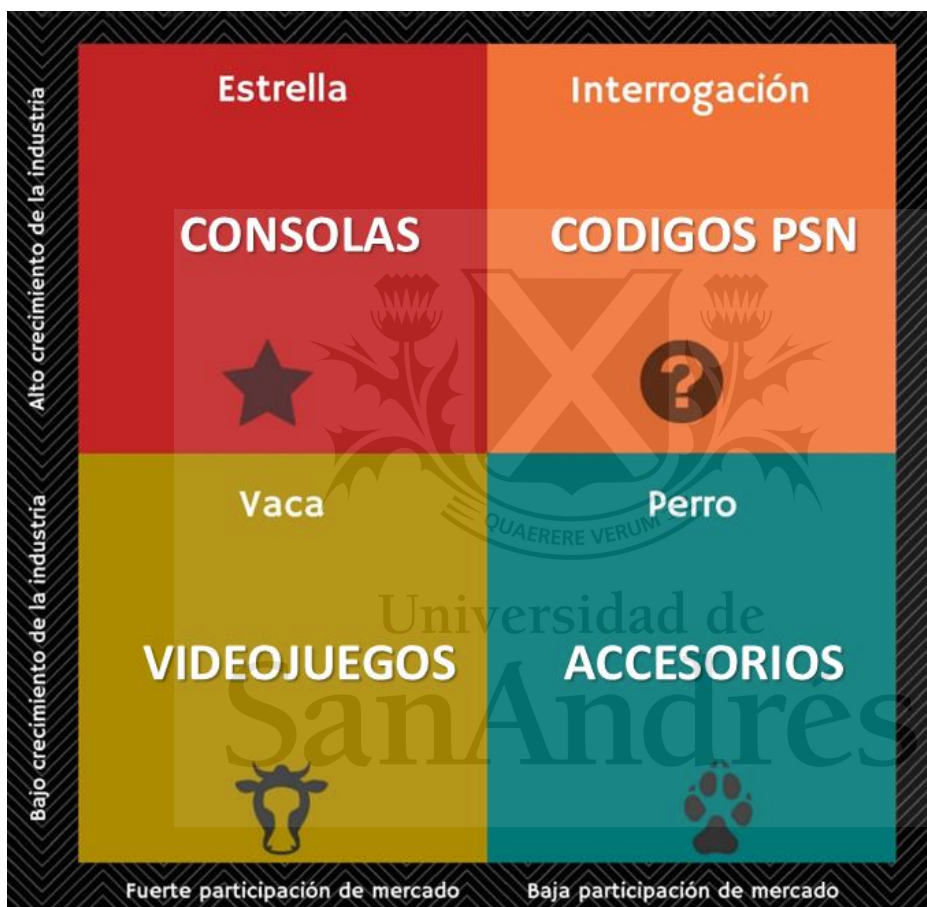 Estrella
Interrogación
Alto crecimiento de la industria
CONSOLAS
CODIGOS PSN
?
Vaca
Perro
QUAERERE VERUM
Bajo crecimiento de la industria
Universidad de
SanAndrés
VIDEOJUEGOS
ACCESORIOS
Fuerte participación de mercado
Baja participación de mercado